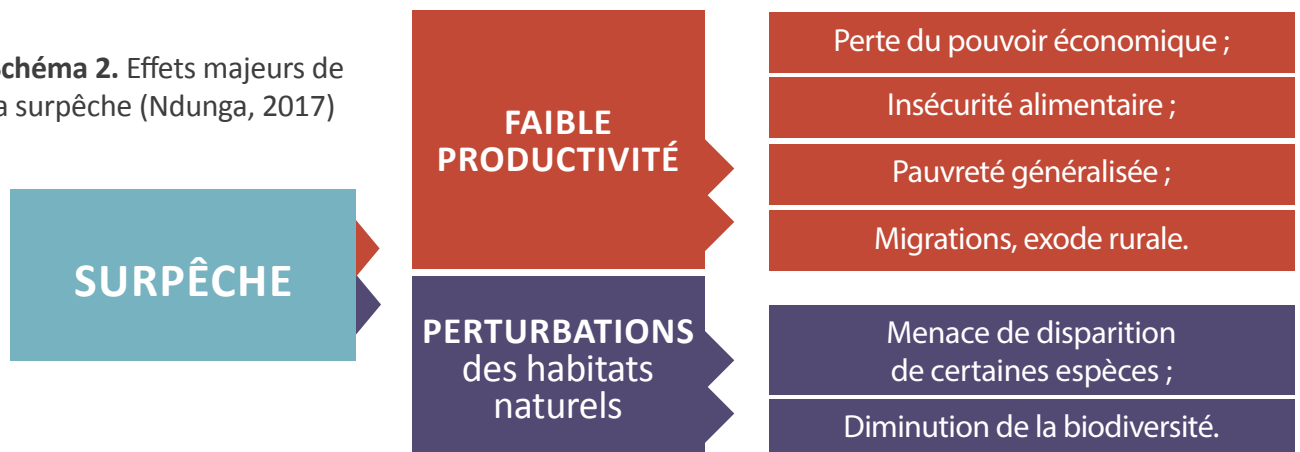 chéma 2. Effets majeurs de
a surpêche (Ndunga, 2017)
SURPÊCHE
FAIBLE
PRODUCTIVITÉ
Perte du pouvoir économique ;
Insécurité alimentaire ;
Pauvreté généralisée ;
Migrations, exode rurale.
PERTURBATIONS
des habitats
naturels
Menace de disparition
de certaines espèces ;
Diminution de la biodiversité.